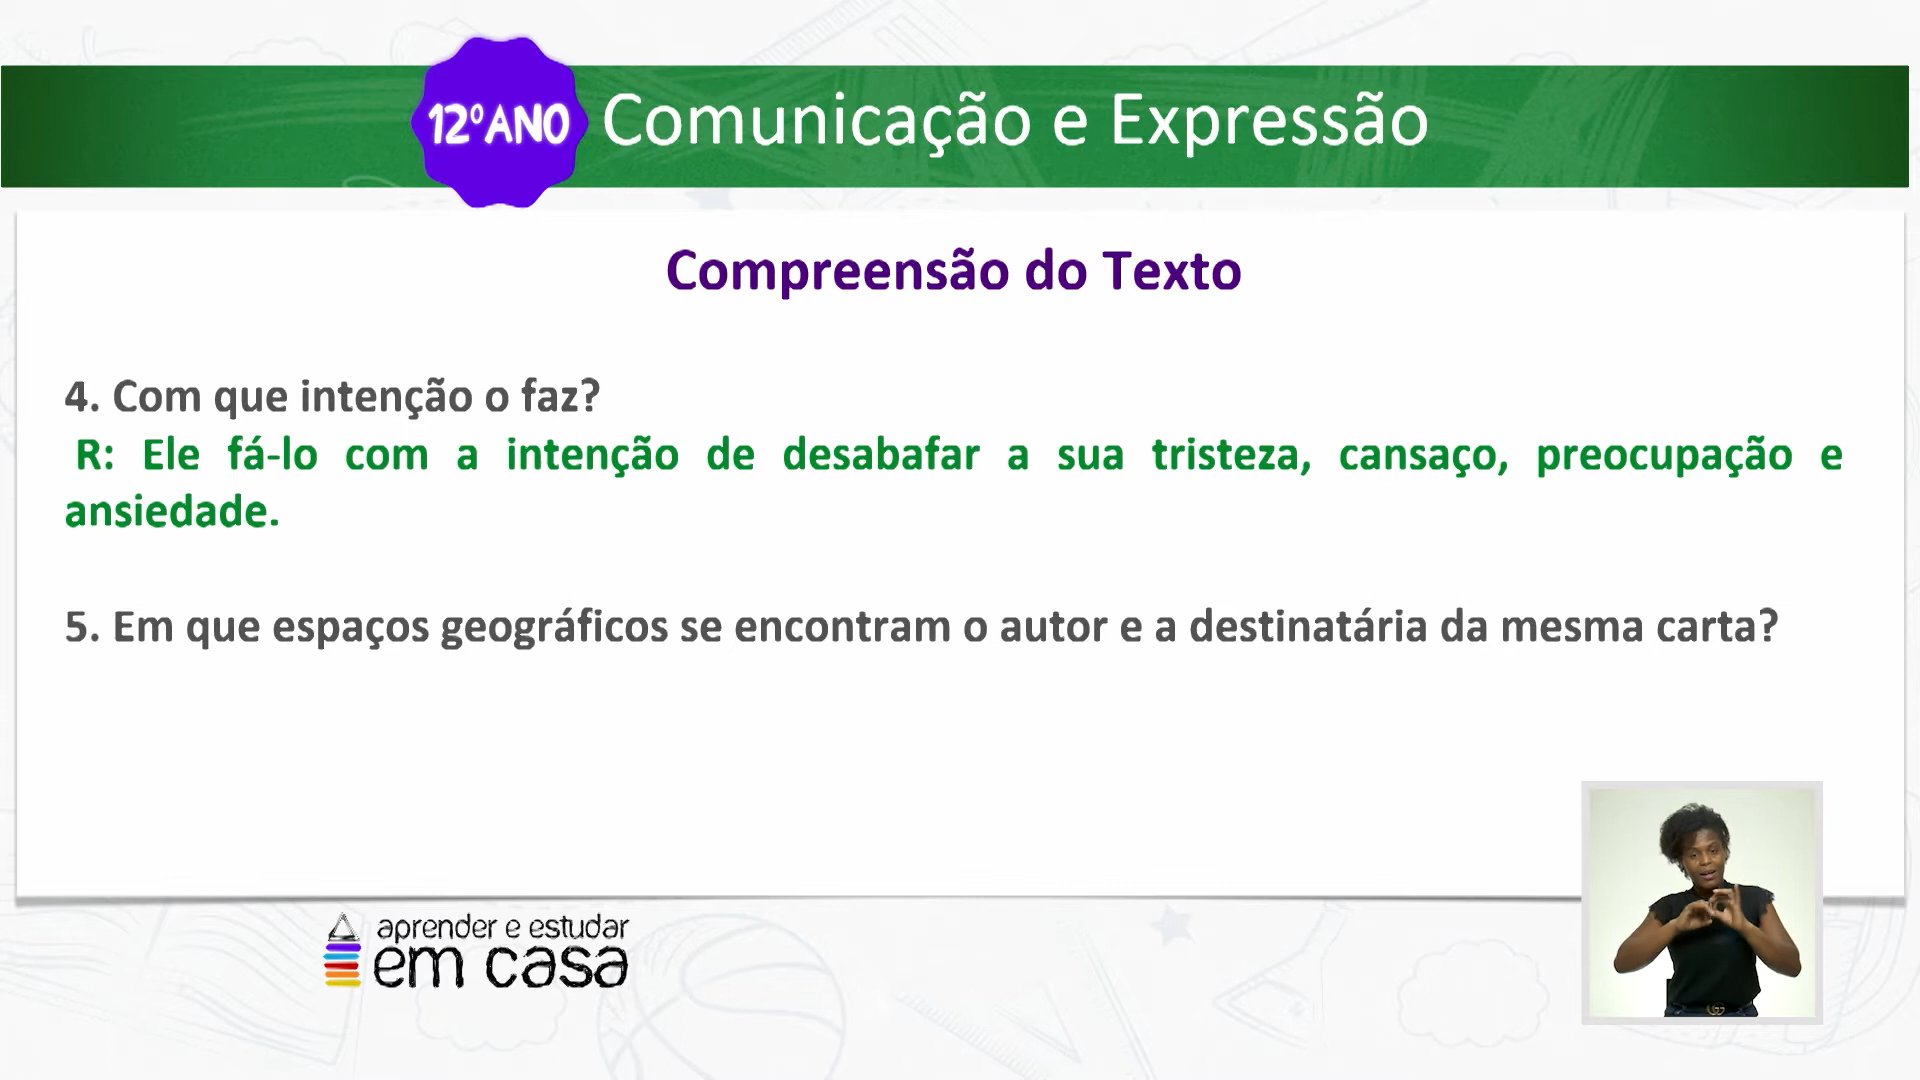 12ºANO Comunicação e Expressão
Compreensão do Texto
4. Com que intenção o faz?
R: Ele fá-lo com a intenção de desabafar a sua tristeza, cansaço, preocupação e
ansiedade.
5. Em que espaços geográficos se encontram o autor e a destinatária da mesma carta?
aprender e estudar
em casa